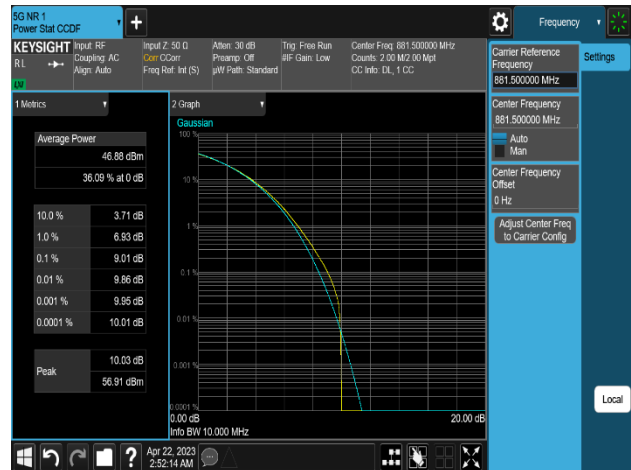 5G NR 1
Power Stat CCDF
+
Frequency
KEYSIGHT
RL
LM
Input: RF
Coupling: AC
Align: Auto
Input Z: 50 Ω
Corr CCorr
Freq Ref: Int (S)
Atten: 30 dB
Preamp: Off
µW Path: Standard
Trig: Free Run
#IF Gain: Low
Center Freq: 881.500000 MHz
Counts: 2.00 M/2.00 Mpt
CC Info: DL, 1 CC
1 Metrics
Average Power
46.88 dBm
36.09 % at 0 dB
10.0 % 3.71 dB
1.0 % 6.93 dB
0.1 % 9.01 dB
0.01 % 9.86 dB
0.001 % 9.95 dB
0.0001 % 10.01 dB
Peak
10.03 dB
56.91 dBm
2 Graph
Gaussian
100 %
10 %
1 %
0.1 %
0.01 %
0.001 %
0.0001 %
0.00 dB 20.00 dB
Info BW 10.000 MHz
Carrier Reference
Frequency
881.500000 MHz
Center Frequency
881.500000 MHz
Auto
Man
Center Frequency
Offset
0 Hz
Adjust Center Freq
to Carrier Config
Settings
Local
?
Apr 22, 2023
2:52:14 AM